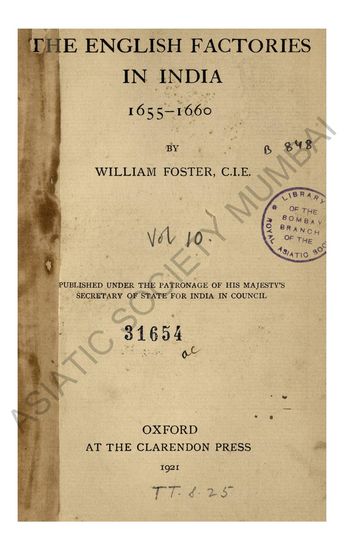 THE ENGLISH FACTORIES
IN INDIA
1655–1660
BY
B 848
WILLIAM FOSTER, C.I.E.
LIBRARY
OF THE
BOMBAY
BRANCH
OF THE
ROYAL ASIATIC SOC
Vol 10.
PUBLISHED UNDER THE PATRONAGE OF HIS MAJESTY'S
SECRETARY OF STATE FOR INDIA IN COUNCIL
31654
ac
OXFORD
AT THE CLARENDON PRESS
1921
TT.8.25
ASIATIC SOCIETY MUMBAI